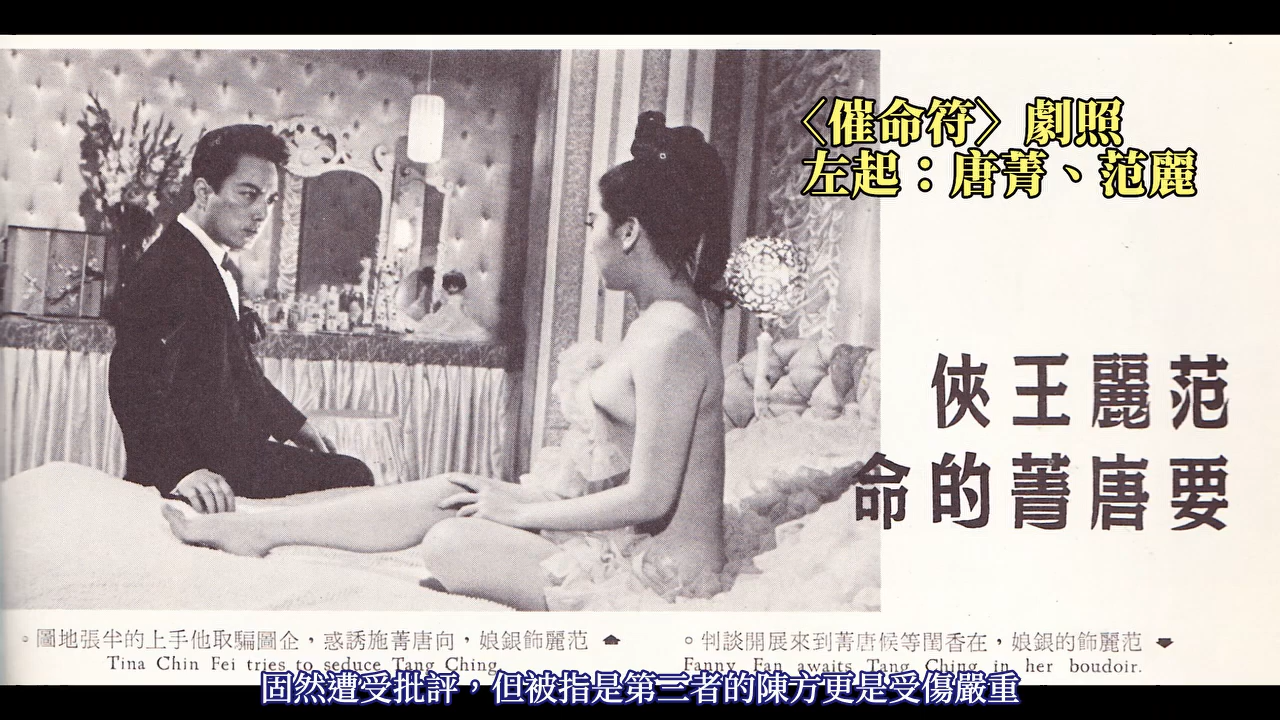 〈催命符〉劇照
左起：唐菁、范麗
范麗王俠
要唐菁的命
范麗飾銀娘，向唐菁施誘惑，企圖騙取他手上的半張地圖。
Tina Chin Fei tries to seduce Tang Ching.
范麗飾的銀娘，在香閨等候唐菁到來展開談判。
Fanny Fan awaits Tang Ching in her boudoir.
固然遭受批評，但被指是第三者的陳方更是受傷嚴重